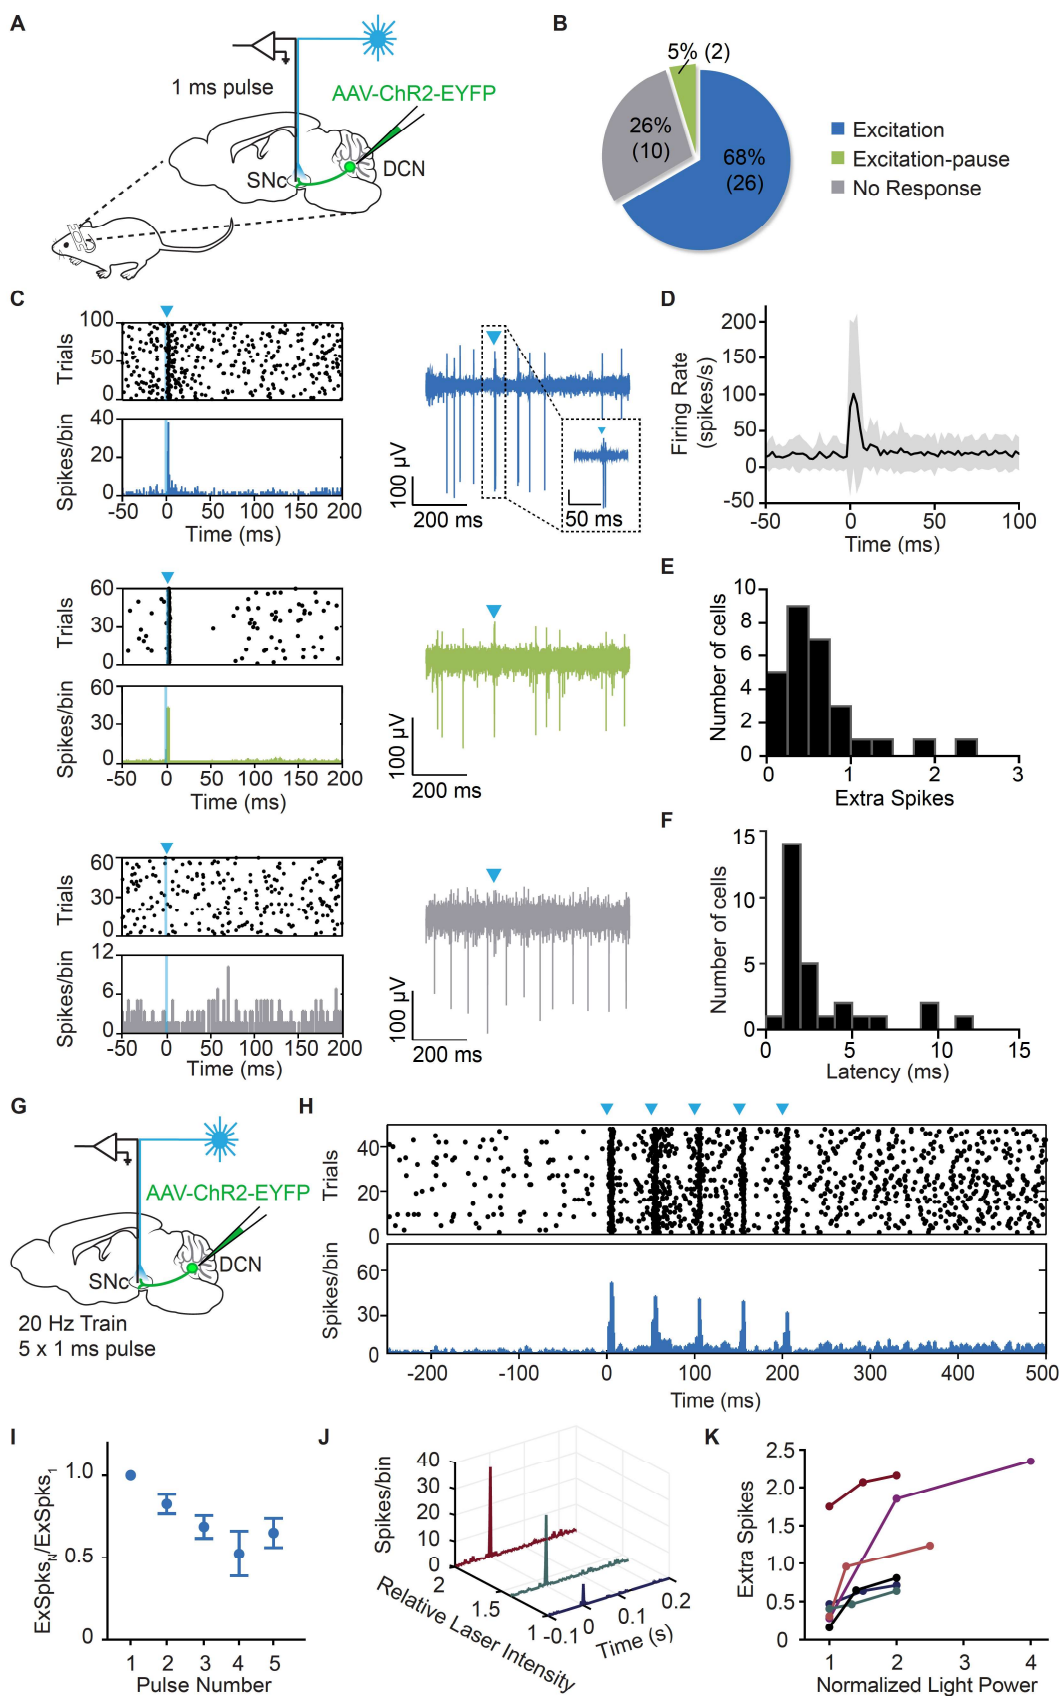 A
1 ms pulse
AAV-ChR2-EYFP
SNc
DCN
B
5% (2)
26%
(10)
68%
(26)
Excitation
Excitation-pause
No Response
C
100
50
0
Trials
40
20
0
Spikes/bin
-50 0 50 100 150 200
Time (ms)
100 µV
200 ms
50 ms
60
30
0
Trials
60
30
0
Spikes/bin
-50 0 50 100 150 200
Time (ms)
100 µV
200 ms
60
30
0
Trials
12
6
0
Spikes/bin
-50 0 50 100 150 200
Time (ms)
100 µV
200 ms
D
200
150
100
50
0
-50
Firing Rate
(spikes/s)
-50 0 50 100
Time (ms)
E
10
8
6
4
2
0
Number of cells
0 1 2 3
Extra Spikes
F
15
10
5
0
Number of cells
0 5 10 15
Latency (ms)
G
AAV-ChR2-EYFP
SNc
DCN
20 Hz Train
5 x 1 ms pulse
H
40
20
0
Trials
60
30
0
Spikes/bin
-200 -100 0 100 200 300 400 500
Time (ms)
I
1.0
0.5
0
ExSpksN/ExSpks1
1 2 3 4 5
Pulse Number
J
40
30
20
10
0
Spikes/bin
2
1.5
1
Relative Laser Intensity
-0.1 0 0.1 0.2
Time (s)
K
2.5
2.0
1.5
1.0
0.5
0
Extra Spikes
1 2 3 4
Normalized Light Power